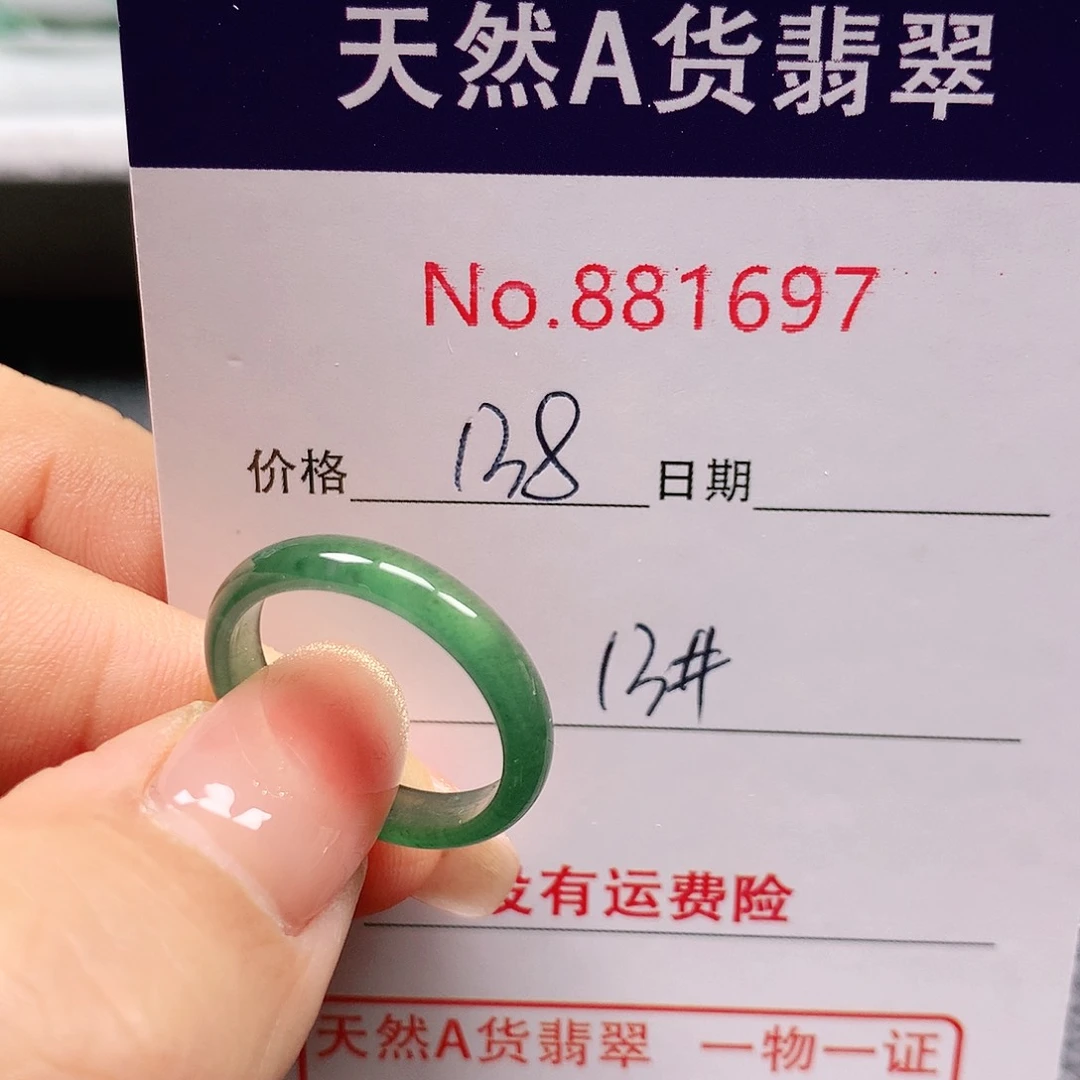 天然A货翡翠
No.881697
价格 138 日期
13#
没有运费险
天然A货翡翠 一物一证